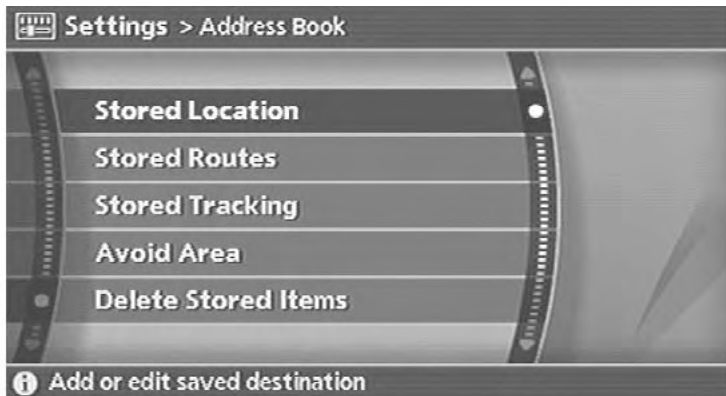 Settings > Address Book
Stored Location
Stored Routes
Stored Tracking
Avoid Area
Delete Stored Items
Add or edit saved destination